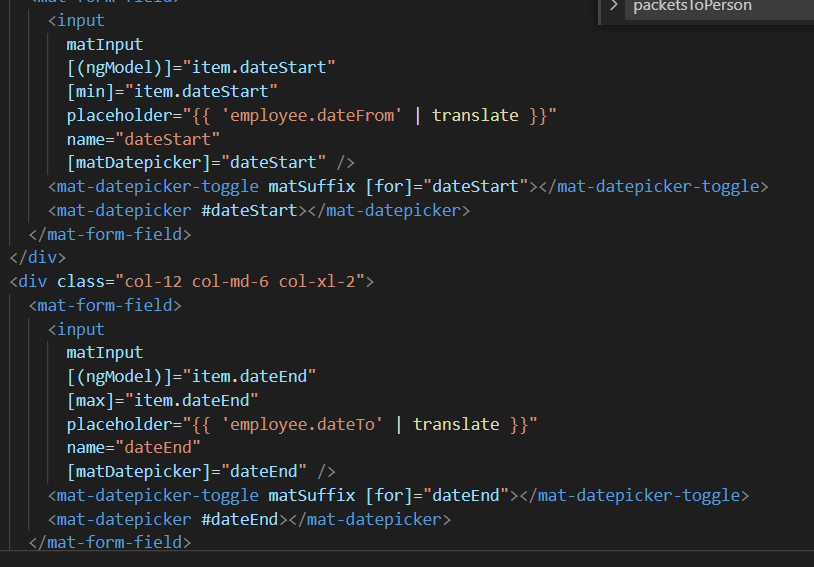 <mat-form-field>
packetsToPerson
<input
matInput
[(ngModel)]="item.dateStart"
[min]="item.dateStart"
placeholder="{{ 'employee.dateFrom' | translate }}"
name="dateStart"
[matDatepicker]="dateStart" />
<mat-datepicker-toggle matSuffix [for]="dateStart"></mat-datepicker-toggle>
<mat-datepicker #dateStart></mat-datepicker>
</mat-form-field>
</div>
<div class="col-12 col-md-6 col-xl-2">
<mat-form-field>
<input
matInput
[(ngModel)]="item.dateEnd"
[max]="item.dateEnd"
placeholder="{{ 'employee.dateTo' | translate }}"
name="dateEnd"
[matDatepicker]="dateEnd" />
<mat-datepicker-toggle matSuffix [for]="dateEnd"></mat-datepicker-toggle>
<mat-datepicker #dateEnd></mat-datepicker>
</mat-form-field>